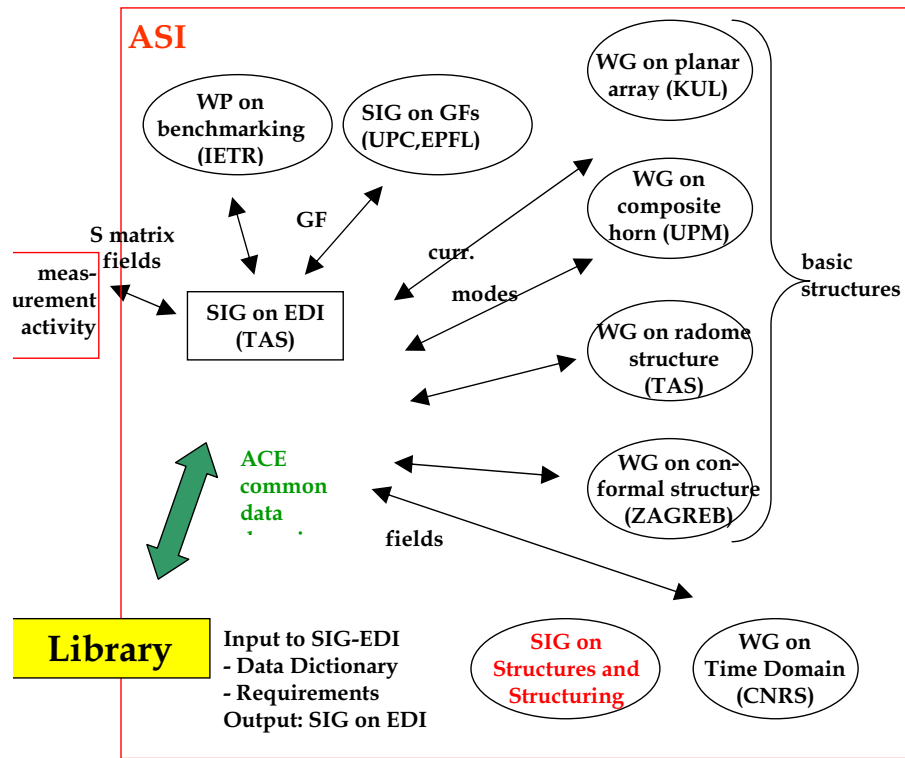 ASI
WP on
benchmarking
(IETR)
SIG on GFs
(UPC,EPFL)
WG on planar
array (KUL)
GF
S matrix
fields
curr.
modes
WG on
composite
horn (UPM)
basic
structures
meas-
urement
activity
SIG on EDI
(TAS)
WG on radome
structure
(TAS)
ACE
common
data
WG on con-
formal structure
(ZAGREB)
fields
Library
Input to SIG-EDI
- Data Dictionary
- Requirements
Output: SIG on EDI
SIG on
Structures and
Structuring
WG on
Time Domain
(CNRS)